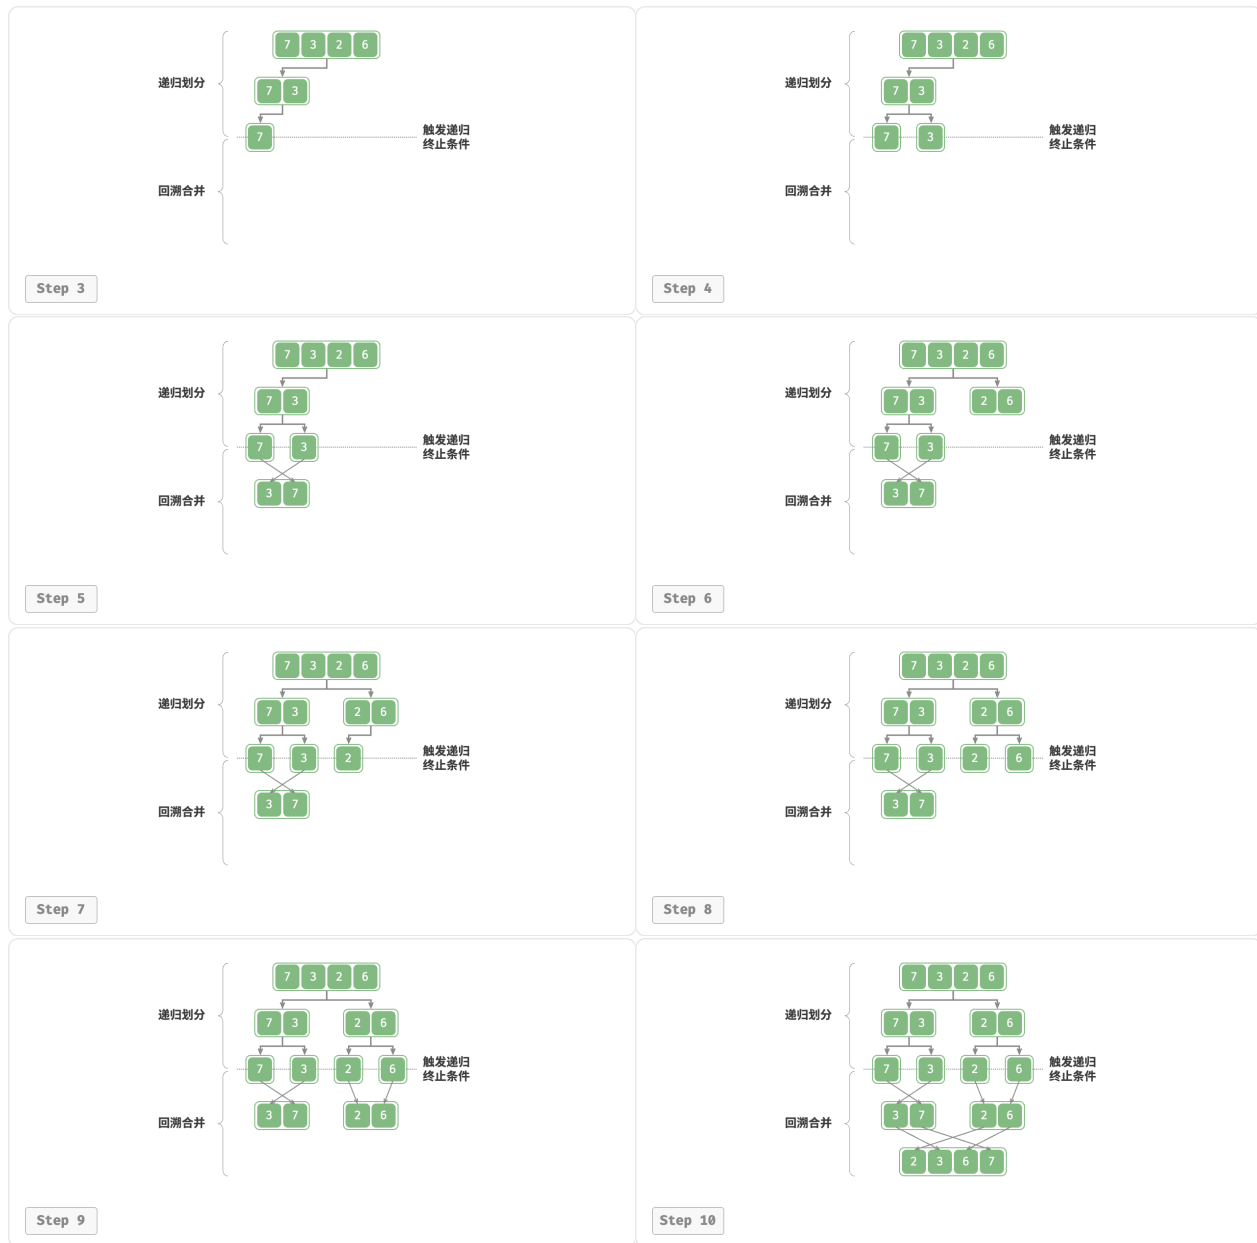 7 3 2 6
递归划分
7 3
7
触发递归
终止条件
回溯合并
Step 3
7 3 2 6
递归划分
7 3
7 3
触发递归
终止条件
回溯合并
Step 4
7 3 2 6
递归划分
7 3
7 3
触发递归
终止条件
3 7
回溯合并
Step 5
7 3 2 6
递归划分
7 3 2 6
7 3
触发递归
终止条件
3 7
回溯合并
Step 6
7 3 2 6
递归划分
7 3 2 6
7 3 2
触发递归
终止条件
3 7
回溯合并
Step 7
7 3 2 6
递归划分
7 3 2 6
7 3 2 6
触发递归
终止条件
3 7
回溯合并
Step 8
7 3 2 6
递归划分
7 3 2 6
7 3 2 6
触发递归
终止条件
3 7 2 6
回溯合并
Step 9
7 3 2 6
递归划分
7 3 2 6
7 3 2 6
触发递归
终止条件
3 7 2 6
回溯合并
2 3 6 7
Step 10